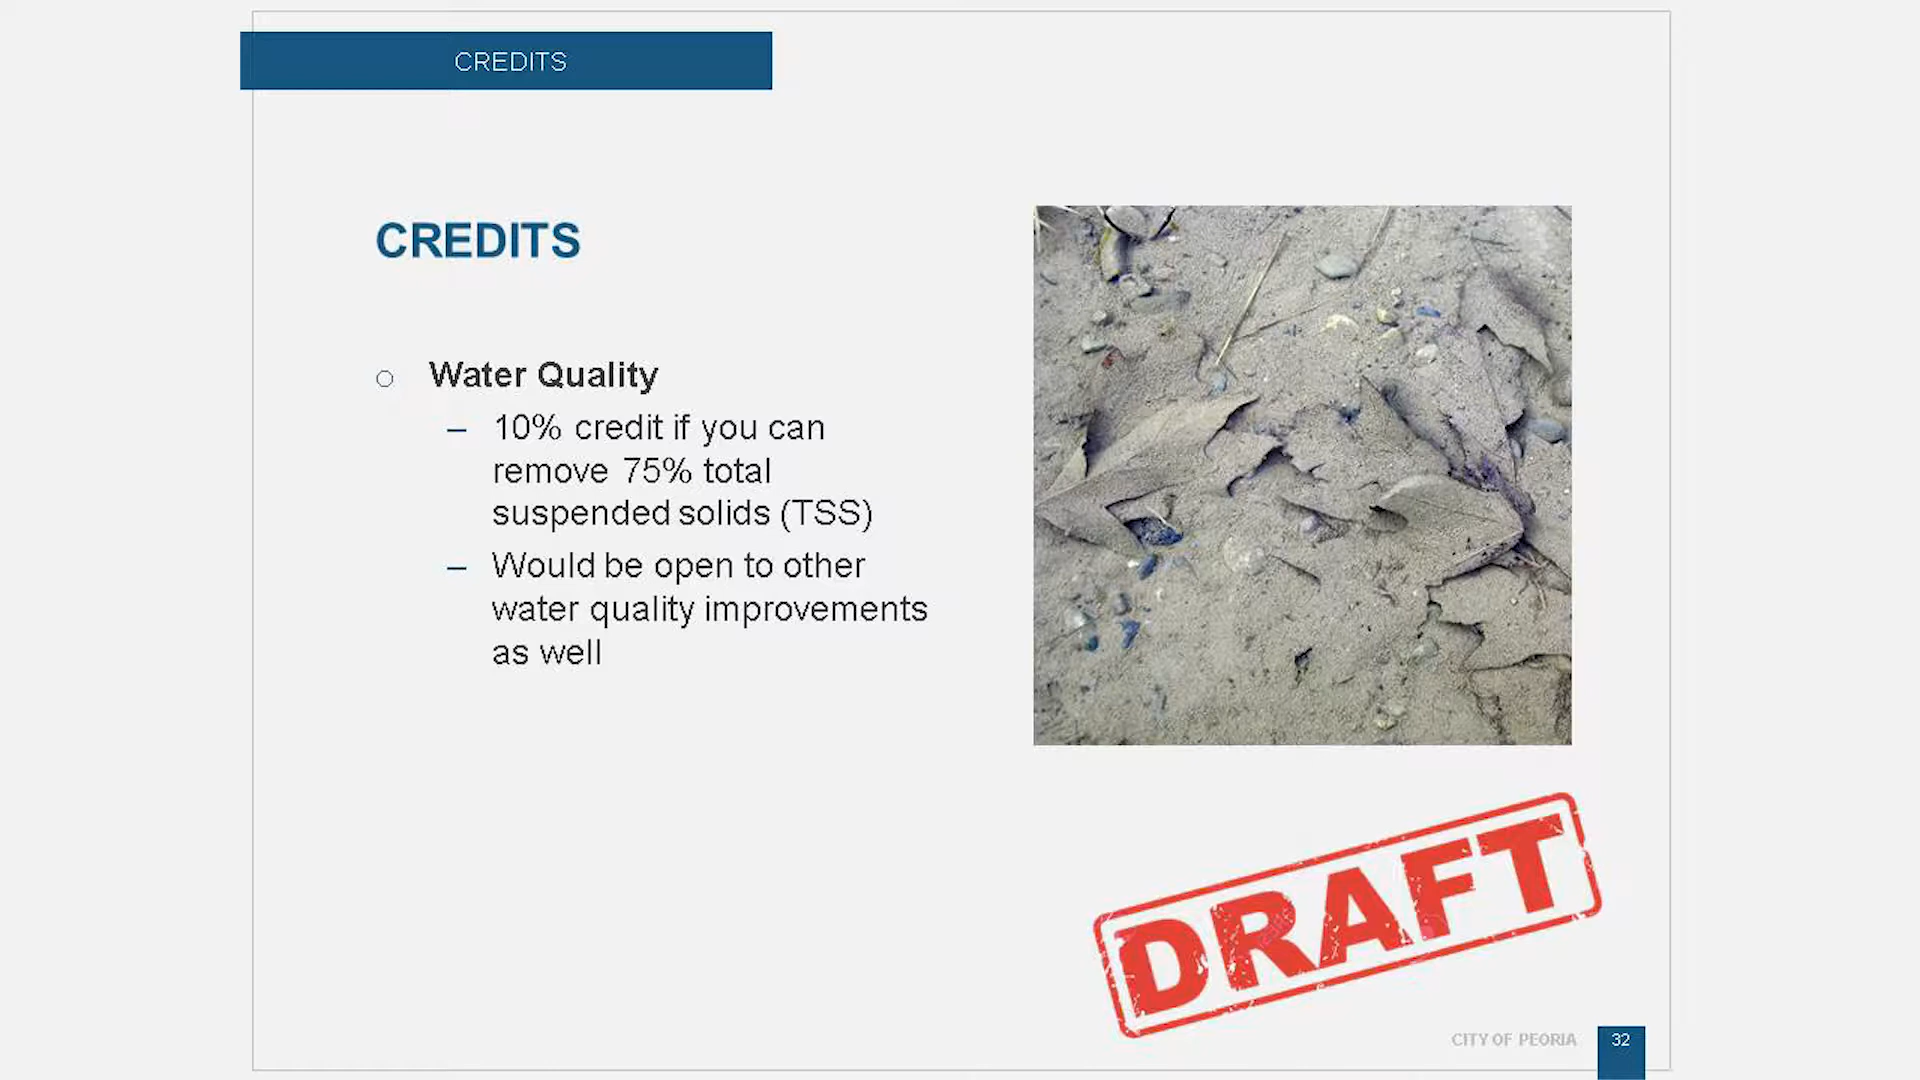 CREDITS
CREDITS
○ Water Quality
– 10% credit if you can
remove 75% total
suspended solids (TSS)
– Would be open to other
water quality improvements
as well
DRAFT
CITY OF PEORIA
32